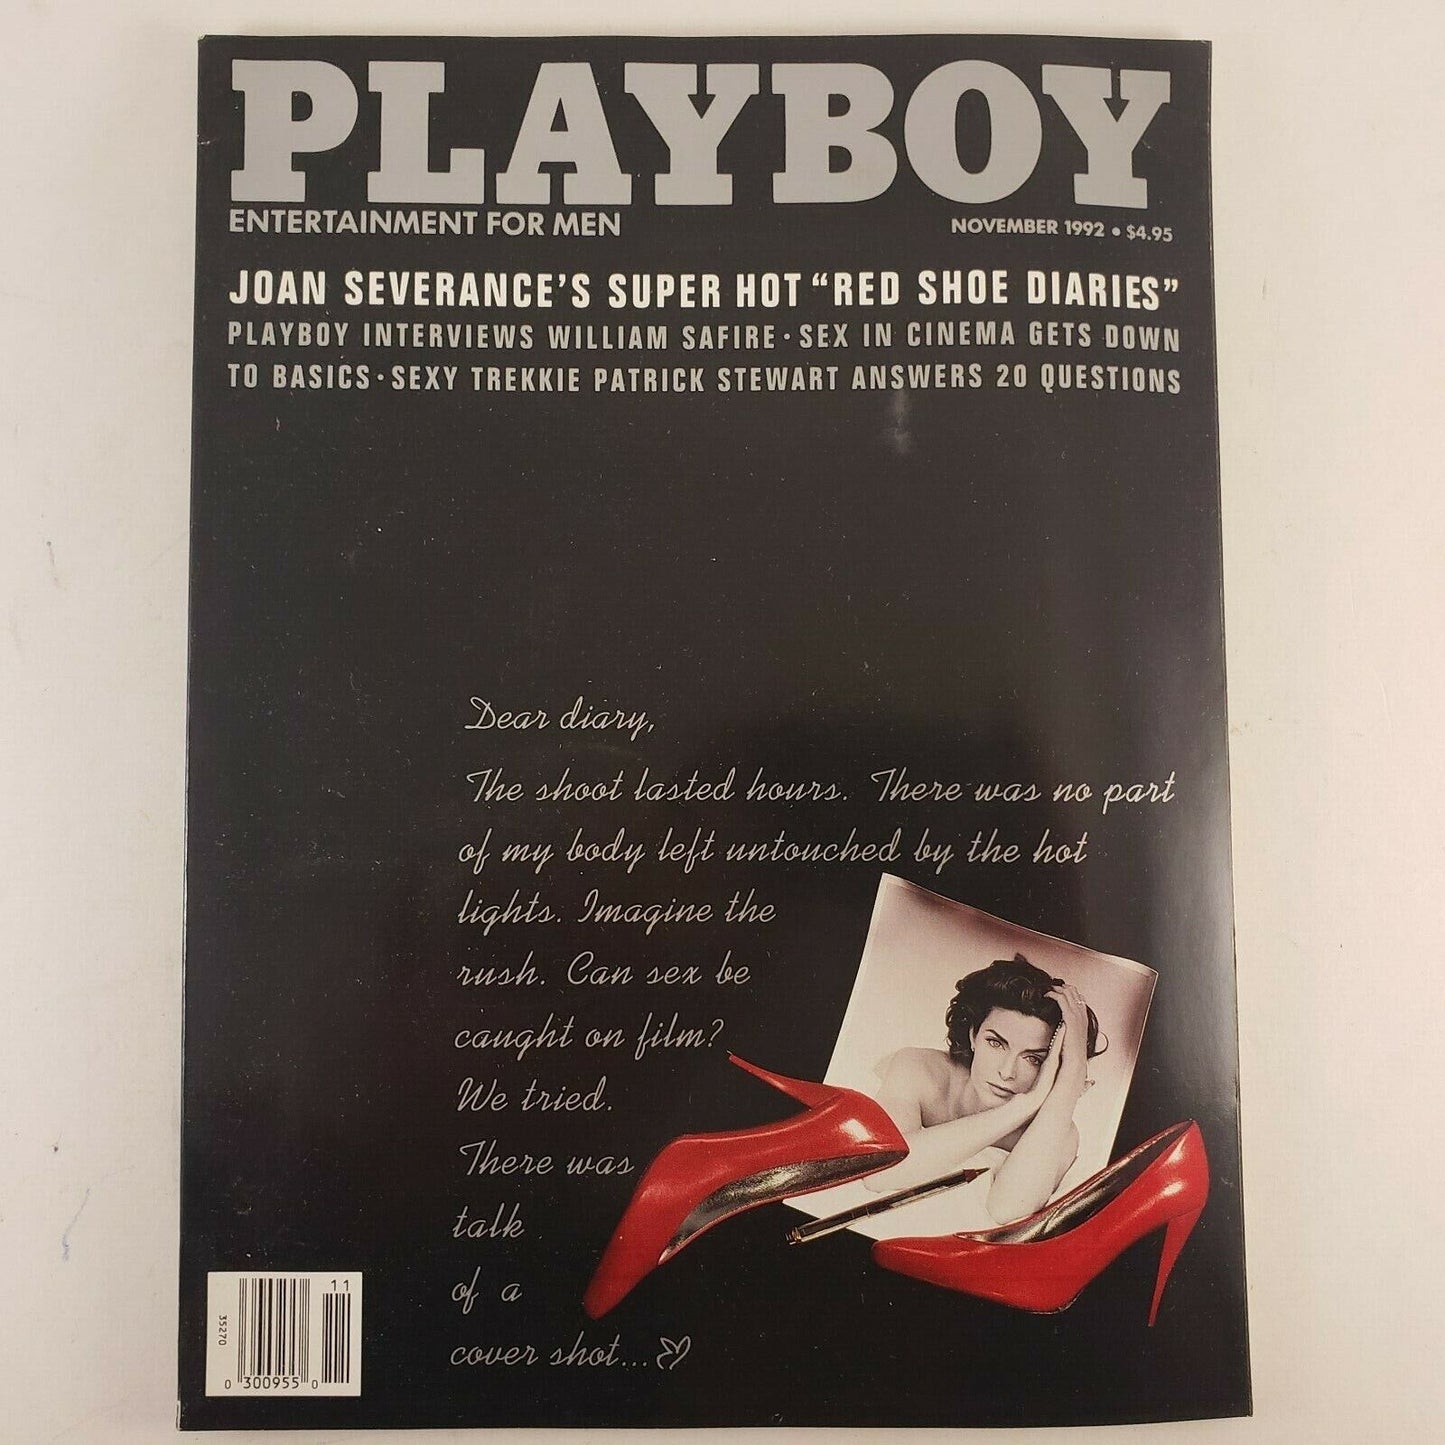 PLAYBOY
ENTERTAINMENT FOR MEN
NOVEMBER 1992 • $4.95
JOAN SEVERANCE'S SUPER HOT “RED SHOE DIARIES”
PLAYBOY INTERVIEWS WILLIAM SAFIRE • SEX IN CINEMA GETS DOWN
TO BASICS • SEXY TREKKIE PATRICK STEWART ANSWERS 20 QUESTIONS
Dear diary,
The shoot lasted hours. There was no part
of my body left untouched by the hot
lights. Imagine the
rush. Can sex be
caught on film?
We tried.
There was
talk
of a
cover shot...
11
35270
0 300955 0